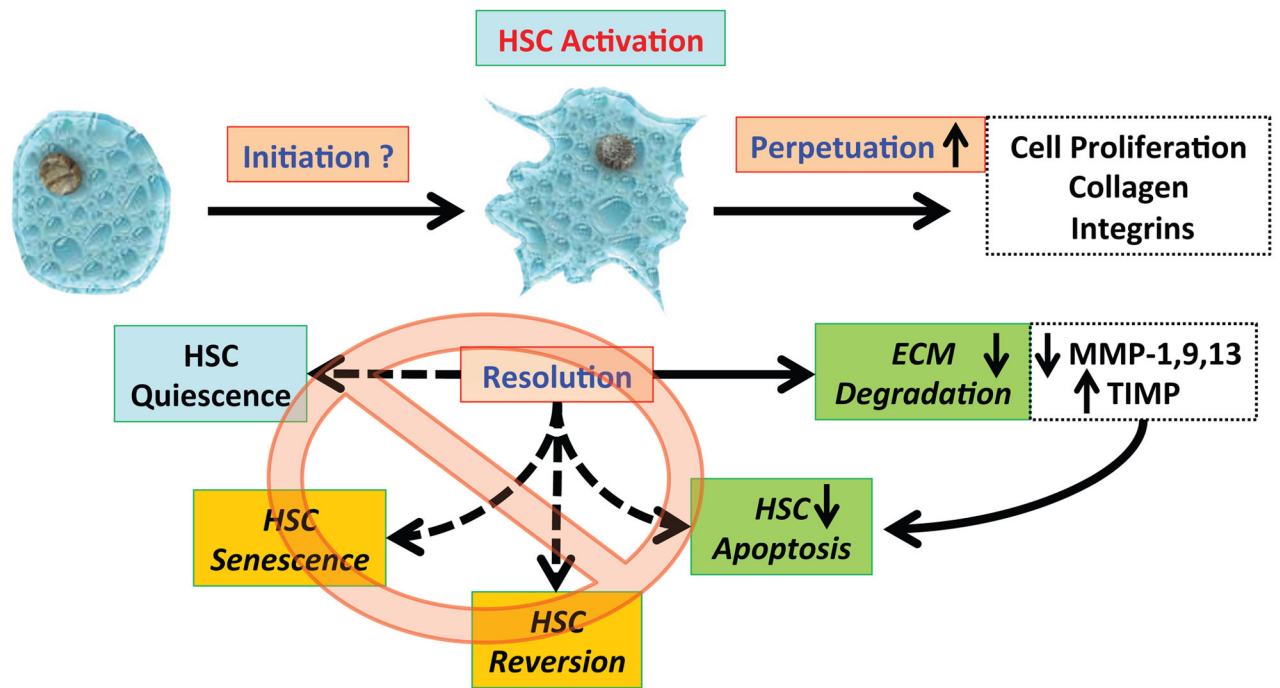 HSC Activation
Initiation ?
Perpetuation ↑
Cell Proliferation
Collagen
Integrins
HSC
Quiescence
Resolution
ECM ↓
Degradation
↓ MMP-1,9,13
↑ TIMP
HSC
Senescence
HSC ↓
Apoptosis
HSC
Reversion